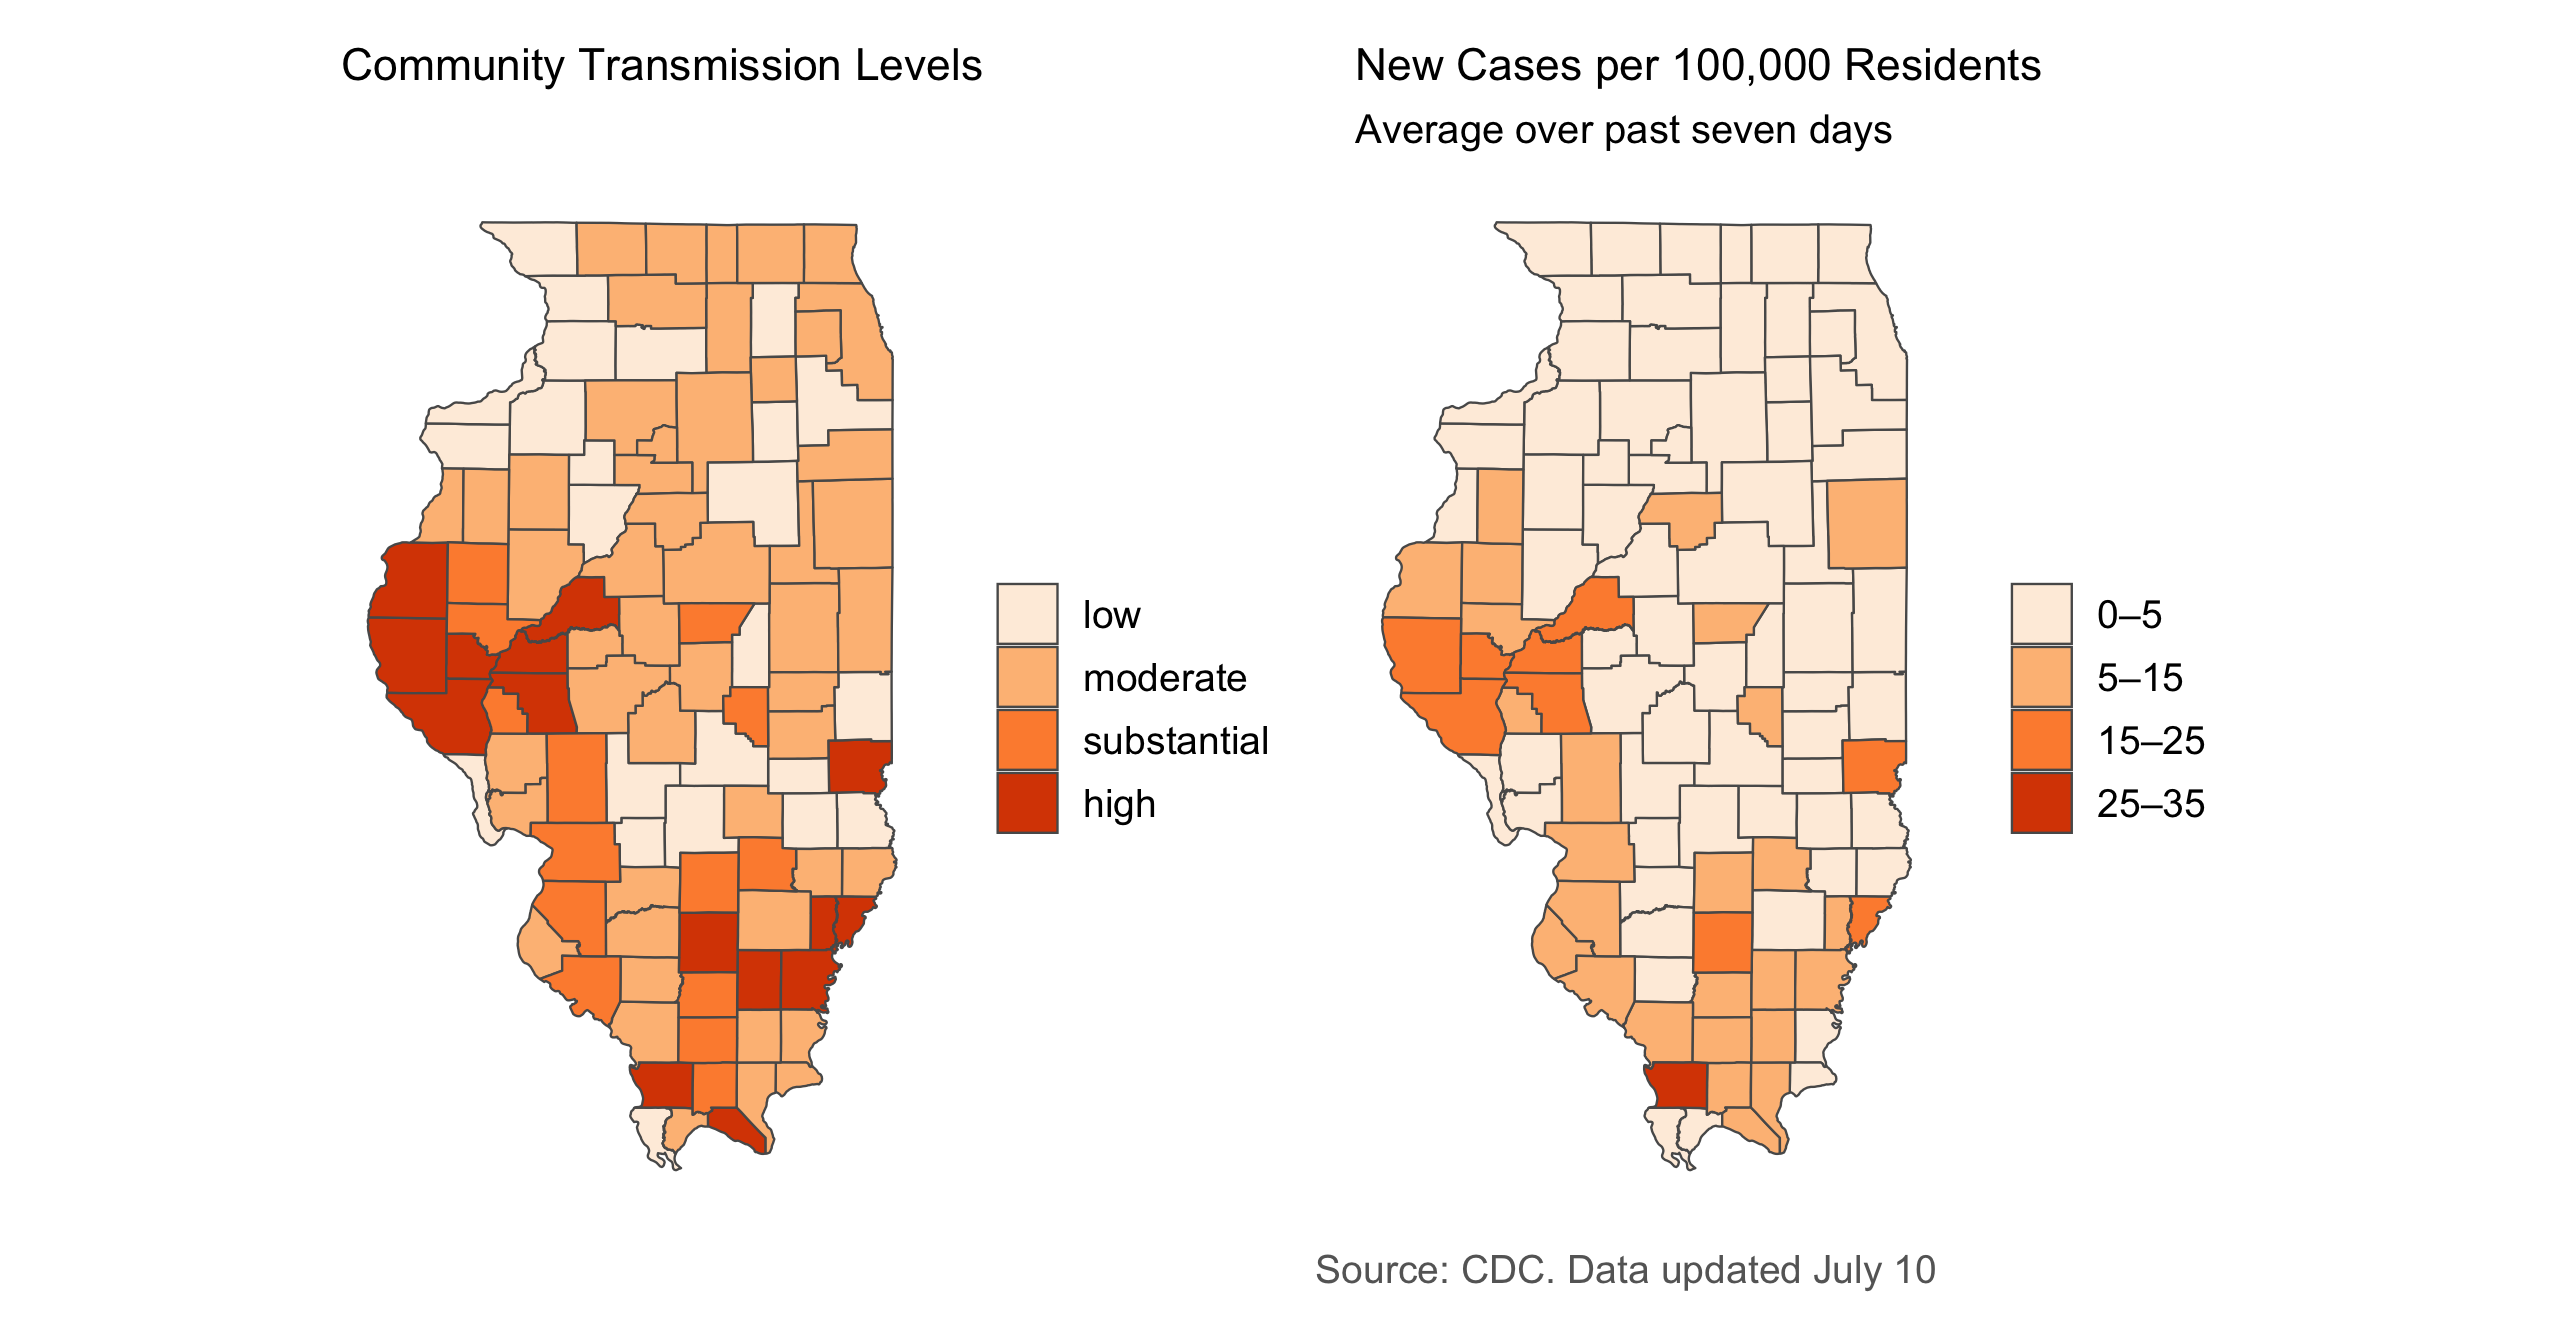 Community Transmission Levels
low
moderate
substantial
high
New Cases per 100,000 Residents
Average over past seven days
0–5
5–15
15–25
25–35
Source: CDC. Data updated July 10